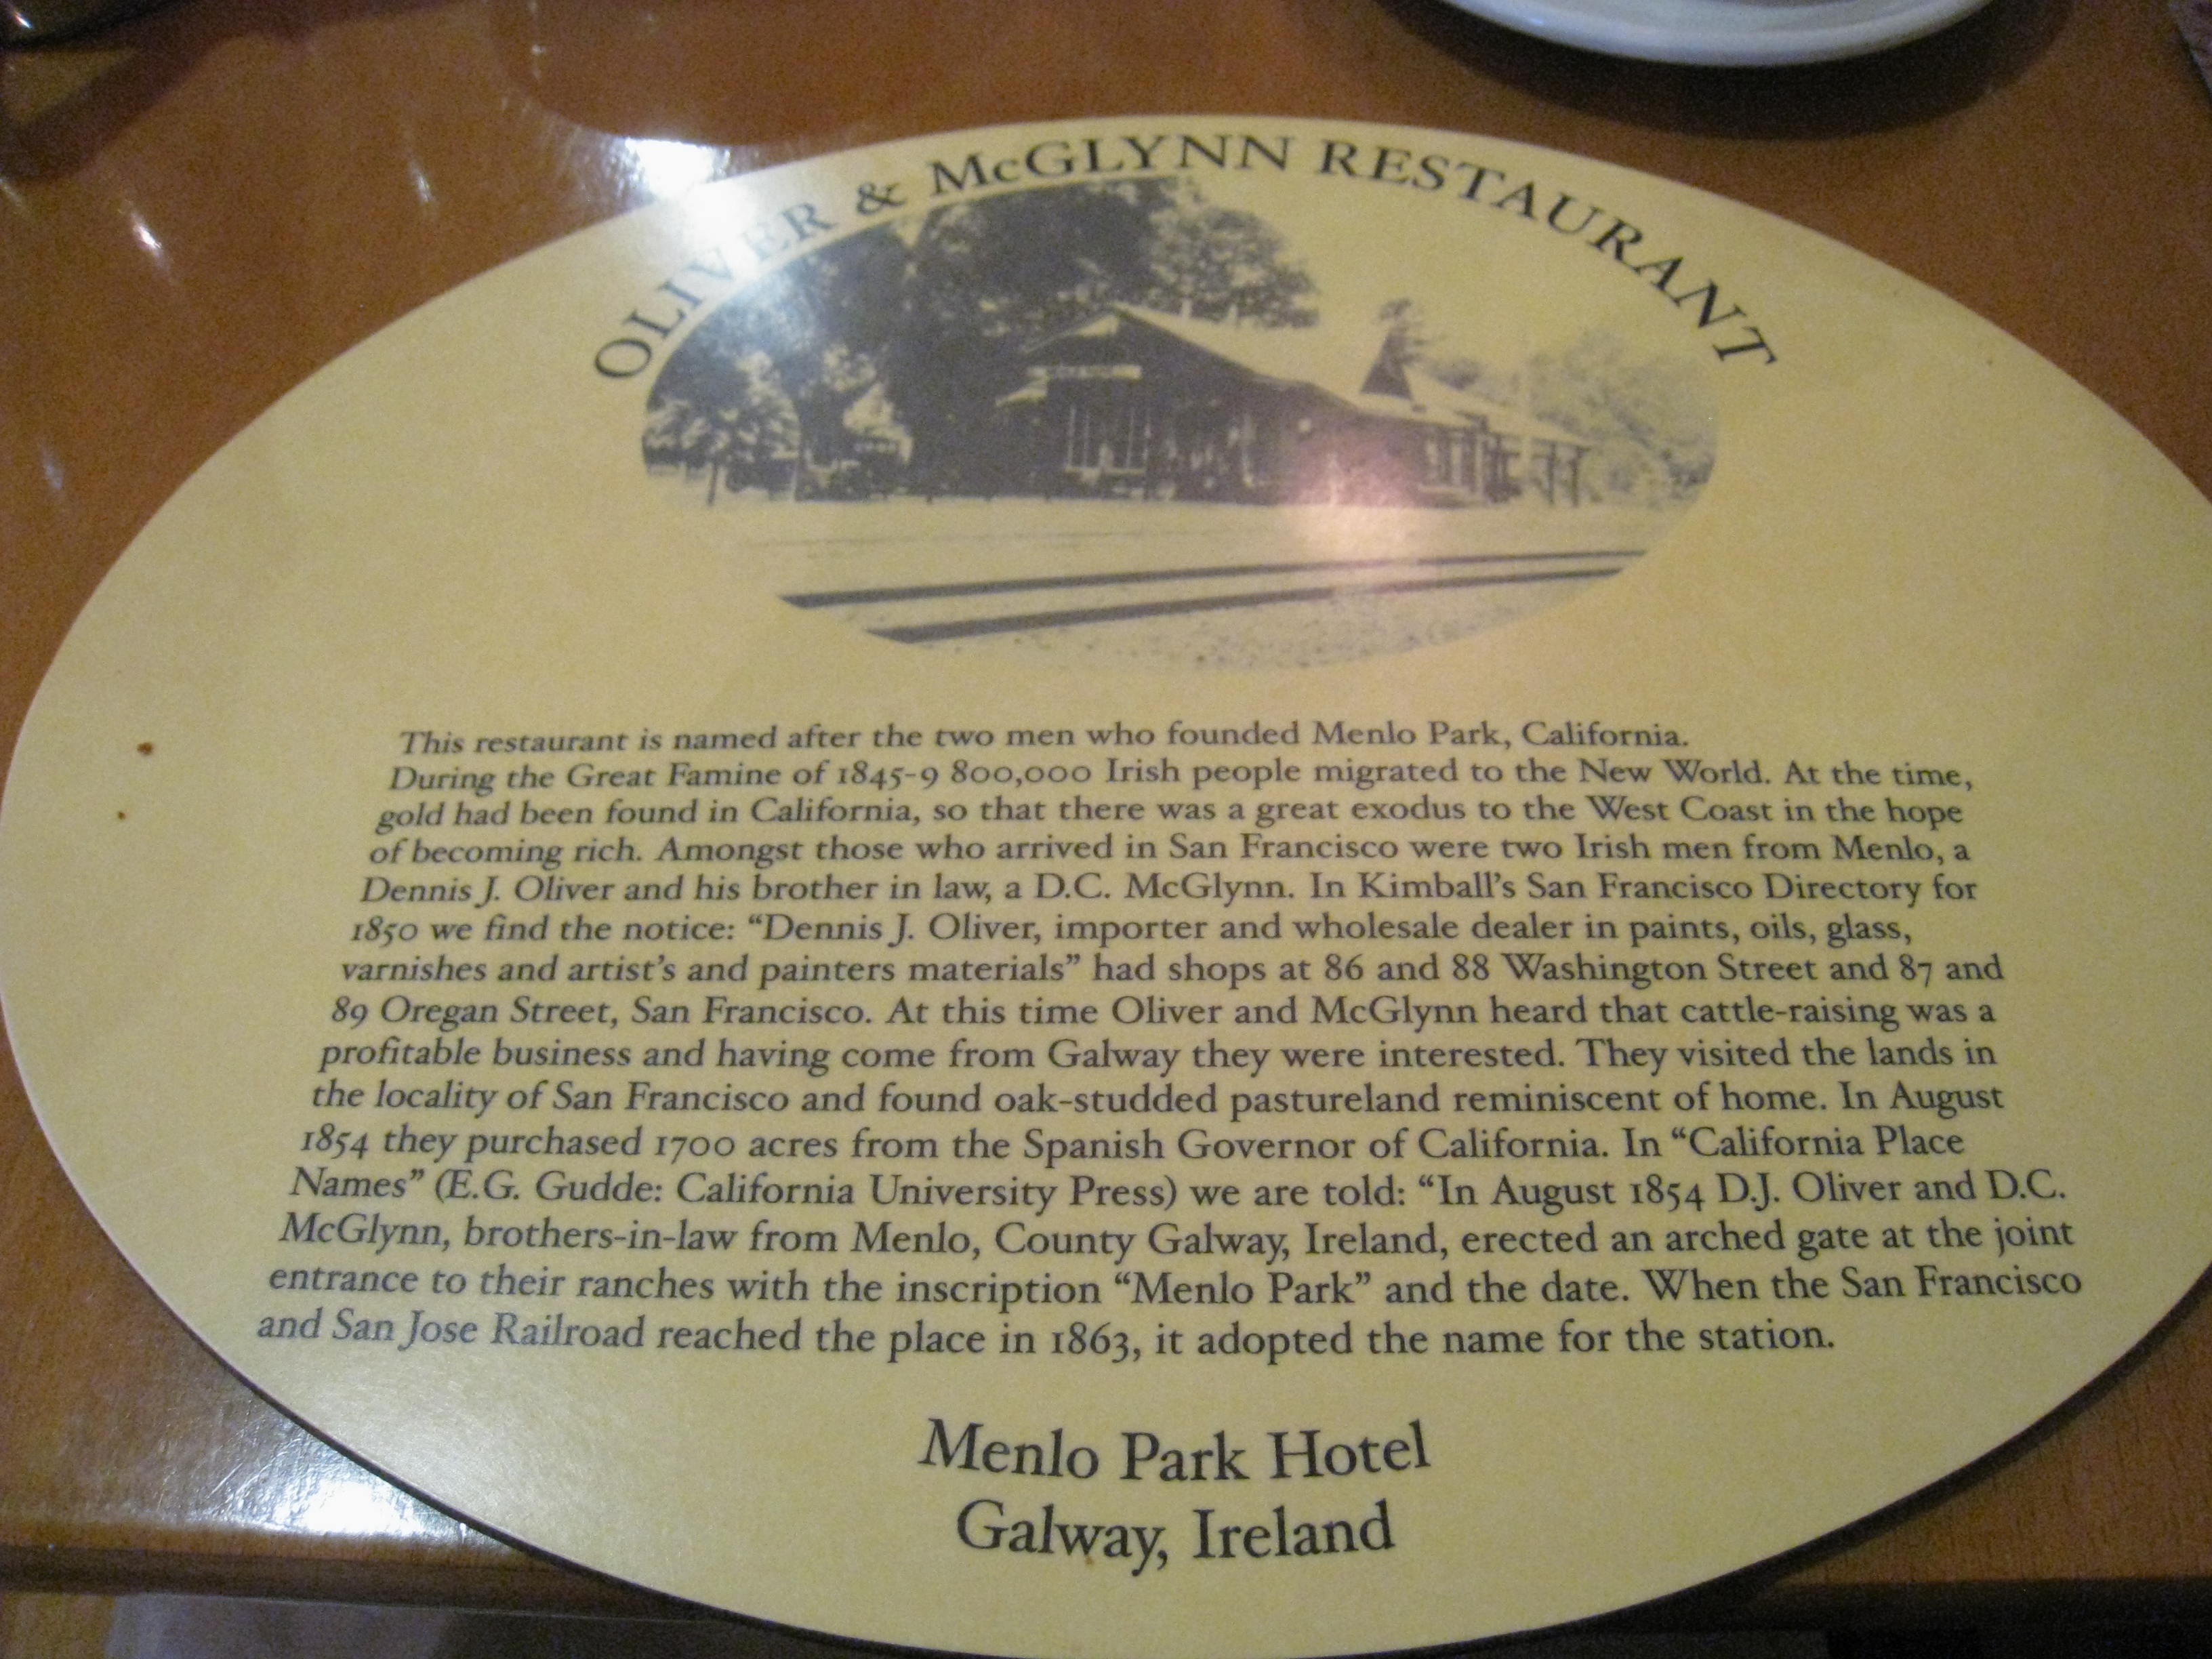 OLIVER & McGLYNN RESTAURANT
This restaurant is named after the two men who founded Menlo Park, California.
During the Great Famine of 1845-9 800,000 Irish people migrated to the New World. At the time,
gold had been found in California, so that there was a great exodus to the West Coast in the hope
of becoming rich. Amongst those who arrived in San Francisco were two Irish men from Menlo, a
Dennis J. Oliver and his brother in law, a D.C. McGlynn. In Kimball’s San Francisco Directory for
1850 we find the notice: “Dennis J. Oliver, importer and wholesale dealer in paints, oils, glass,
varnishes and artist’s and painters materials” had shops at 86 and 88 Washington Street and 87 and
89 Oregan Street, San Francisco. At this time Oliver and McGlynn heard that cattle-raising was a
profitable business and having come from Galway they were interested. They visited the lands in
the locality of San Francisco and found oak-studded pastureland reminiscent of home. In August
1854 they purchased 1700 acres from the Spanish Governor of California. In “California Place
Names” (E.G. Gudde: California University Press) we are told: “In August 1854 D.J. Oliver and D.C.
McGlynn, brothers-in-law from Menlo, County Galway, Ireland, erected an arched gate at the joint
entrance to their ranches with the inscription “Menlo Park” and the date. When the San Francisco
and San Jose Railroad reached the place in 1863, it adopted the name for the station.
Menlo Park Hotel
Galway, Ireland